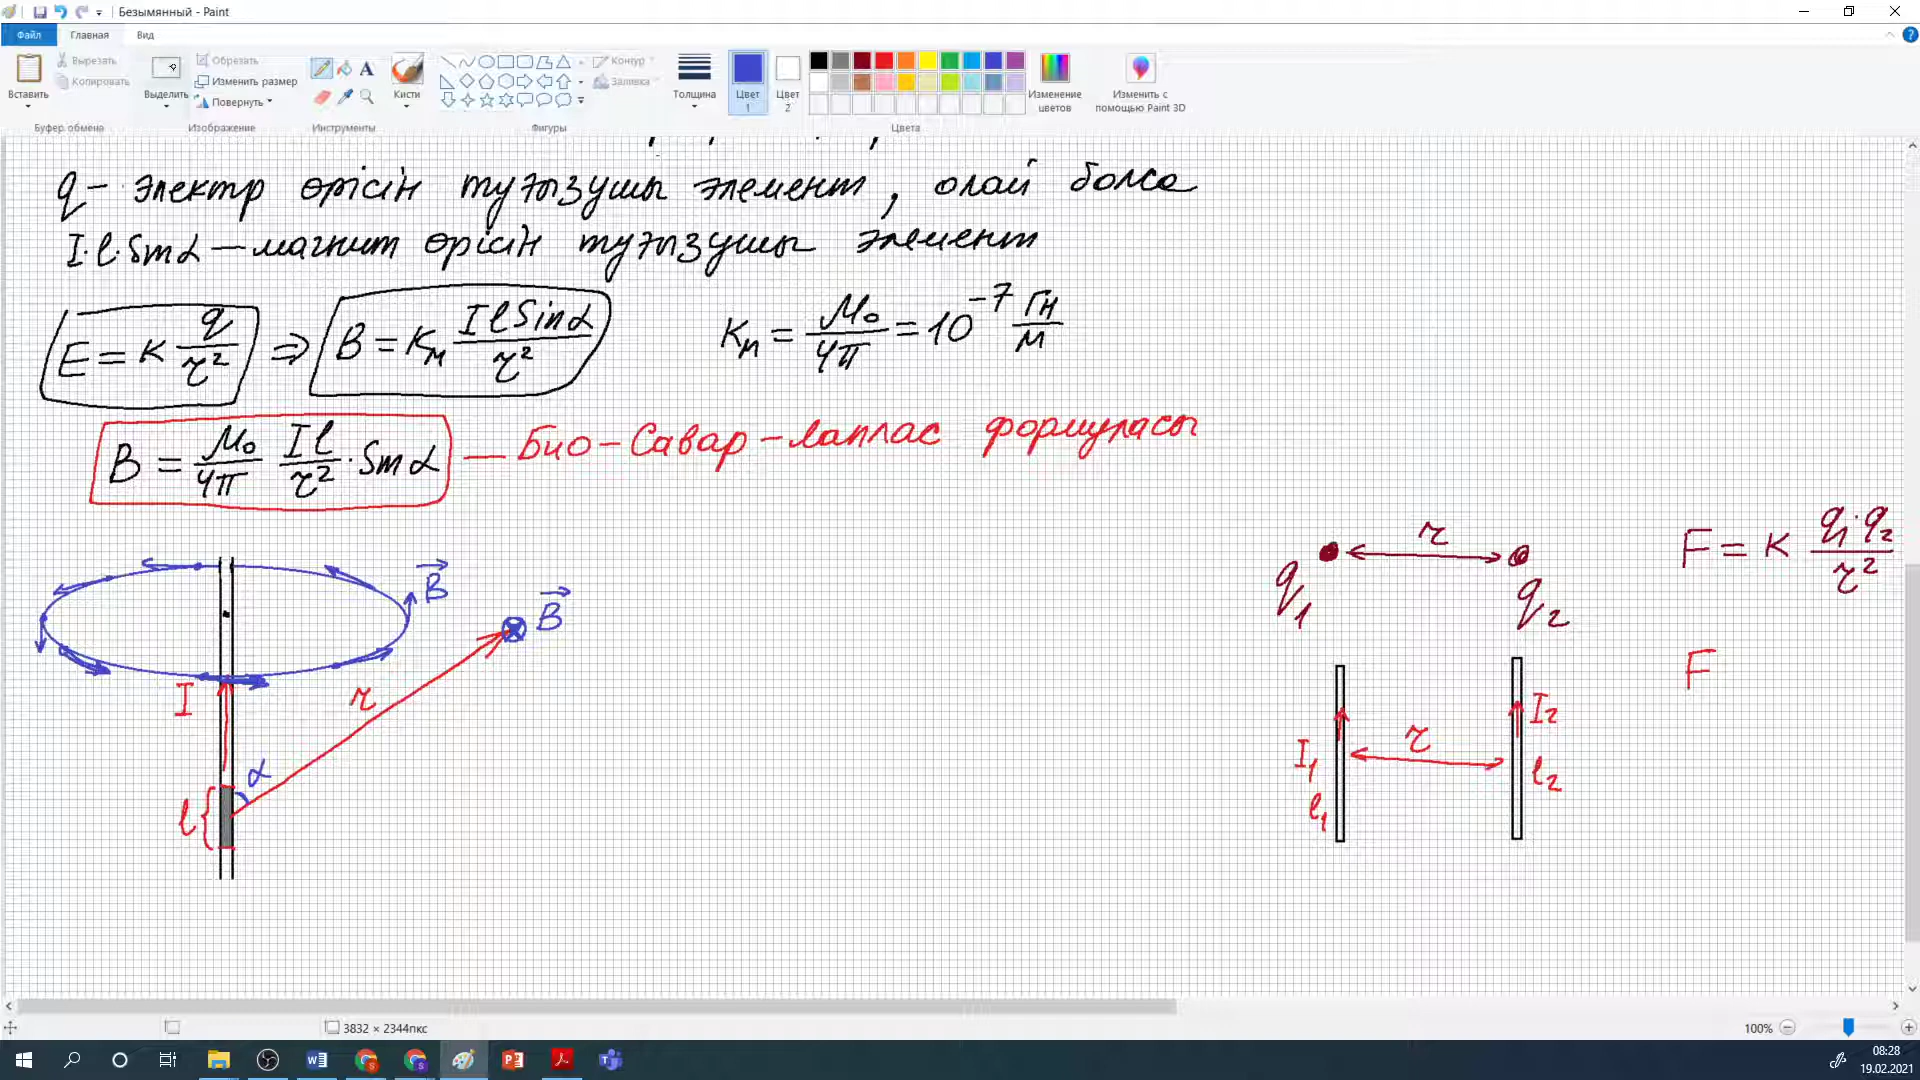 Безымянный - Paint
Файл Главная Вид
Вставить
Вырезать
Копировать
Буфер обмена
Выделить
Обрезать
Изменить размер
Повернуть
Изображение
A
Инструменты
Кисти
Контур
Заливка
Фигуры
Толщина
Цвет 1
Цвет 2
Цвета
Изменение цветов
Изменить с помощью Paint 3D
q - электр өрісін туғызушы элемент, олай болса
I·l·Sinα — магнит өрісін туғызушы элемент
E = K q/r² ⇒ B = Kм I l Sinα/r²
Kм = μ₀/4π = 10⁻⁷ Гн/м
B = μ₀/4π I l/r² · Sinα — Био-Савар-Лаплас формуласы
r
q₁ q₂
F = K q₁·q₂/r²
B⃗
B⃗
I
r
α
l
F
I₂
I₁
r
l₂
l₁
3832 × 2344пкс
100%
08:28
19.02.2021